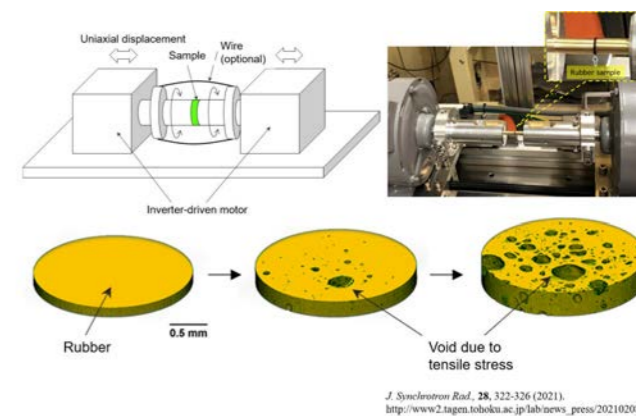 Uniaxial displacement
Wire
(optional)
Sample
Rubber sample
Inverter-driven motor
0.5 mm
Rubber
Void due to
tensile stress
J. Synchrotron Rad., 28, 322-326 (2021).
http://www2.tagen.tohoku.ac.jp/lab/news_press/2021020